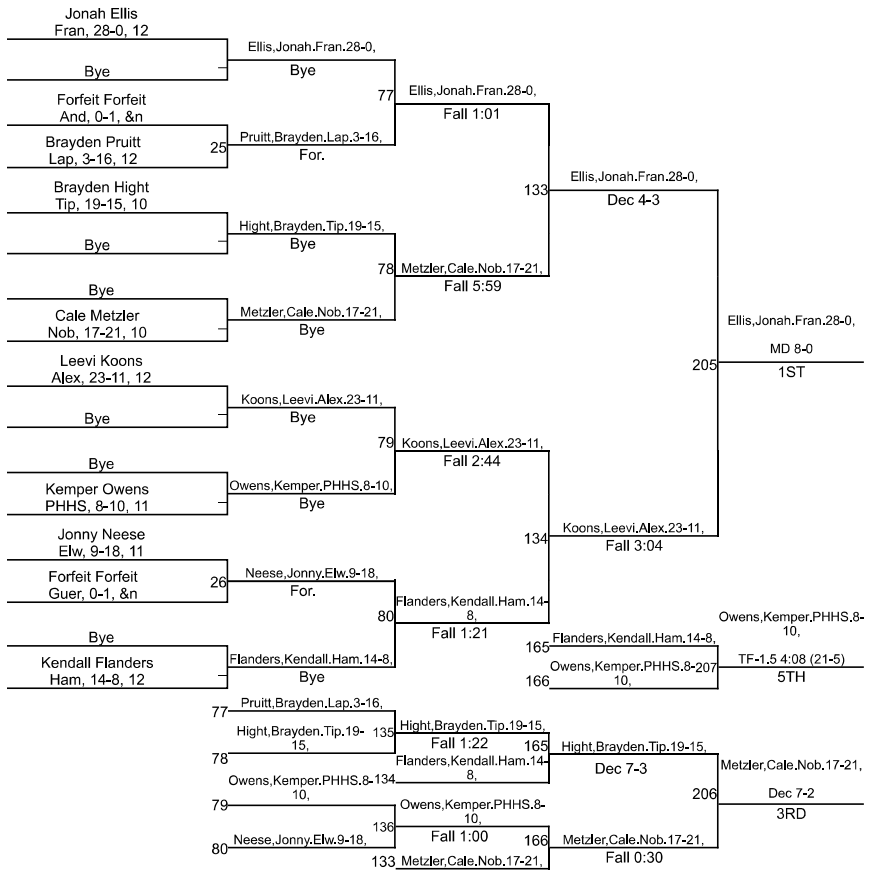 Jonah Ellis
Fran, 28-0, 12
Bye
Forfeit Forfeit
And, 0-1, &n
Brayden Pruitt
Lap, 3-16, 12
25
Brayden Hight
Tip, 19-15, 10
Bye
Bye
Cale Metzler
Nob, 17-21, 10
Leevi Koons
Alex, 23-11, 12
Bye
Bye
Kemper Owens
PHHS, 8-10, 11
Jonny Neese
Elw, 9-18, 11
Forfeit Forfeit
Guer, 0-1, &n
26
Bye
Kendall Flanders
Ham, 14-8, 12
Ellis,Jonah.Fran.28-0,
Bye
77
Pruitt,Brayden.Lap.3-16,
For.
Hight,Brayden.Tip.19-15,
Bye
78
Metzler,Cale.Nob.17-21,
Bye
Koons,Leevi.Alex.23-11,
Bye
79
Owens,Kemper.PHHS.8-10,
Bye
Neese,Jonny.Elw.9-18,
For.
80
Flanders,Kendall.Ham.14-8,
Bye
Ellis,Jonah.Fran.28-0,
Fall 1:01
133
Metzler,Cale.Nob.17-21,
Fall 5:59
Koons,Leevi.Alex.23-11,
Fall 2:44
134
Flanders,Kendall.Ham.14-
8,
Fall 1:21
Ellis,Jonah.Fran.28-0,
Dec 4-3
205
Koons,Leevi.Alex.23-11,
Fall 3:04
Ellis,Jonah.Fran.28-0,
MD 8-0
1ST
165
Flanders,Kendall.Ham.14-8,
166
Owens,Kemper.PHHS.8-
10,
207
Owens,Kemper.PHHS.8-
10,
TF-1.5 4:08 (21-5)
5TH
77
Pruitt,Brayden.Lap.3-16,
78
Hight,Brayden.Tip.19-
15,
135
Hight,Brayden.Tip.19-15,
Fall 1:22
134
Flanders,Kendall.Ham.14-
8,
165
Hight,Brayden.Tip.19-15,
Dec 7-3
79
Owens,Kemper.PHHS.8-
10,
80
Neese,Jonny.Elw.9-18,
136
Owens,Kemper.PHHS.8-
10,
Fall 1:00
133
Metzler,Cale.Nob.17-21,
166
Metzler,Cale.Nob.17-21,
Fall 0:30
206
Metzler,Cale.Nob.17-21,
Dec 7-2
3RD